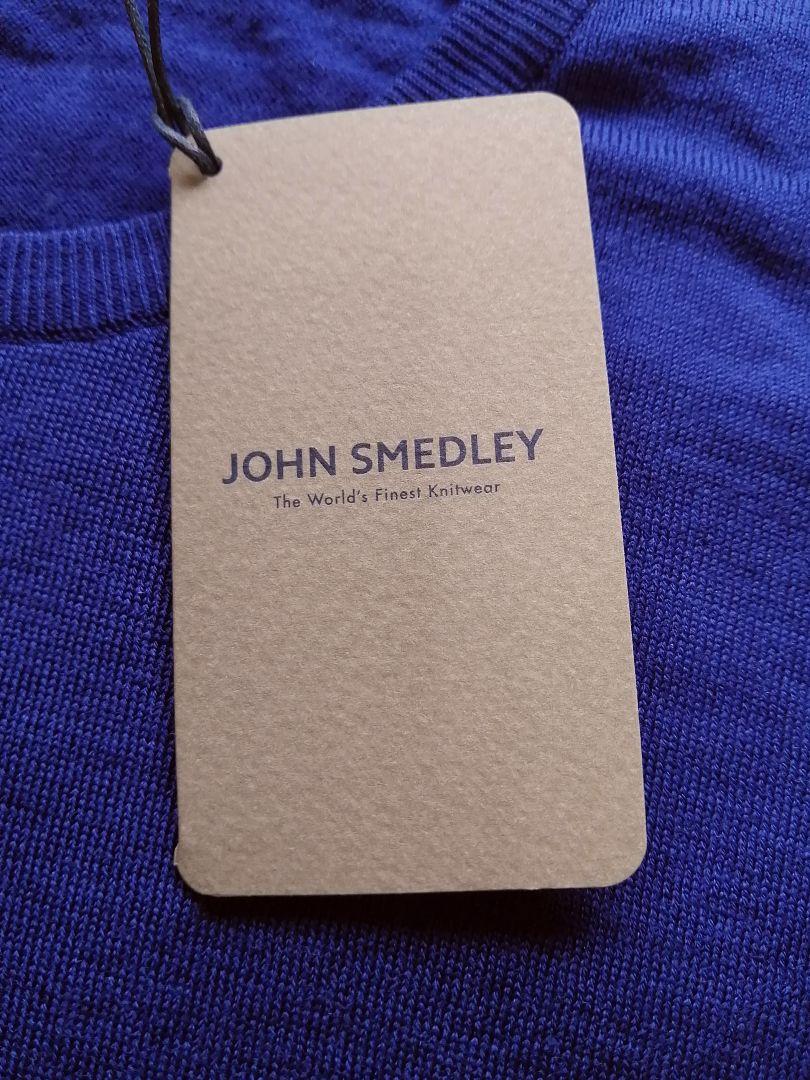 JOHN SMEDLEY
The World's Finest Knitwear